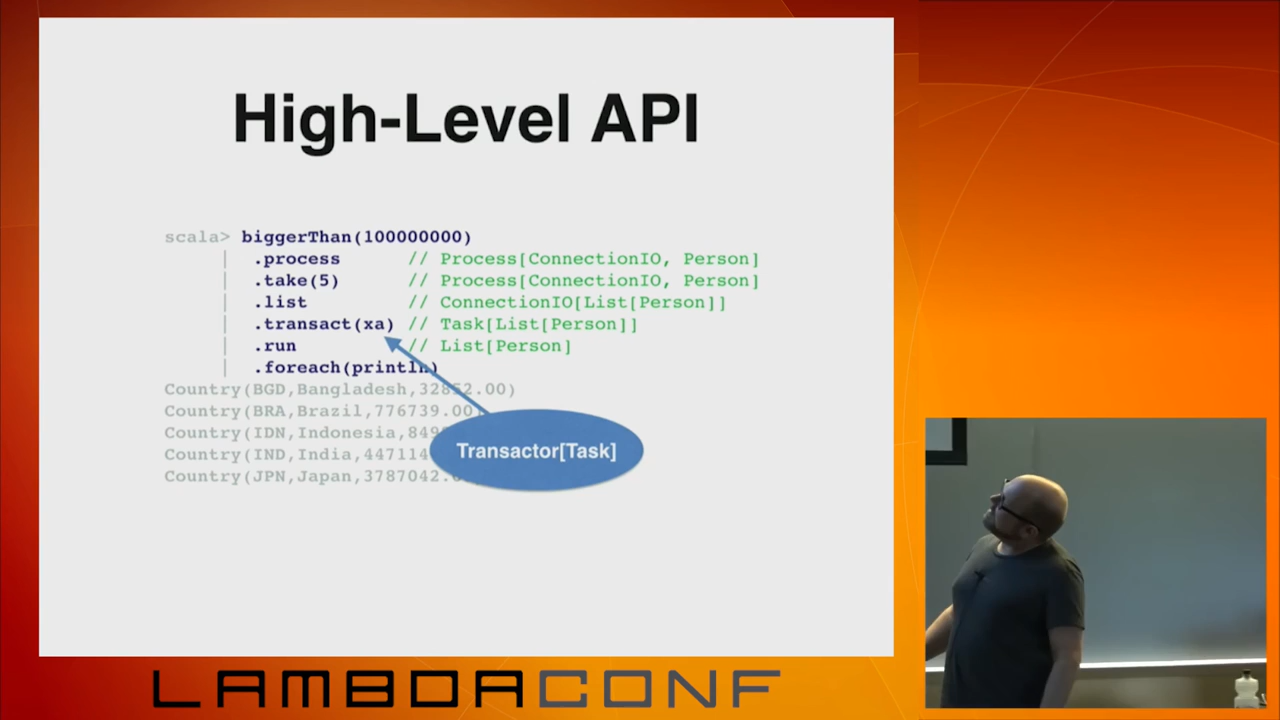 High-Level API
scala> biggerThan(100000000)
| .process // Process[ConnectionIO, Person]
| .take(5) // Process[ConnectionIO, Person]
| .list // ConnectionIO[List[Person]]
| .transact(xa) // Task[List[Person]]
| .run // List[Person]
| .foreach(println)
Country(BGD,Bangladesh,32852.00)
Country(BRA,Brazil,776739.00)
Country(IDN,Indonesia,849
Country(IND,India,447114
Country(JPN,Japan,3787042.
Transactor[Task]
LAMBDACONF